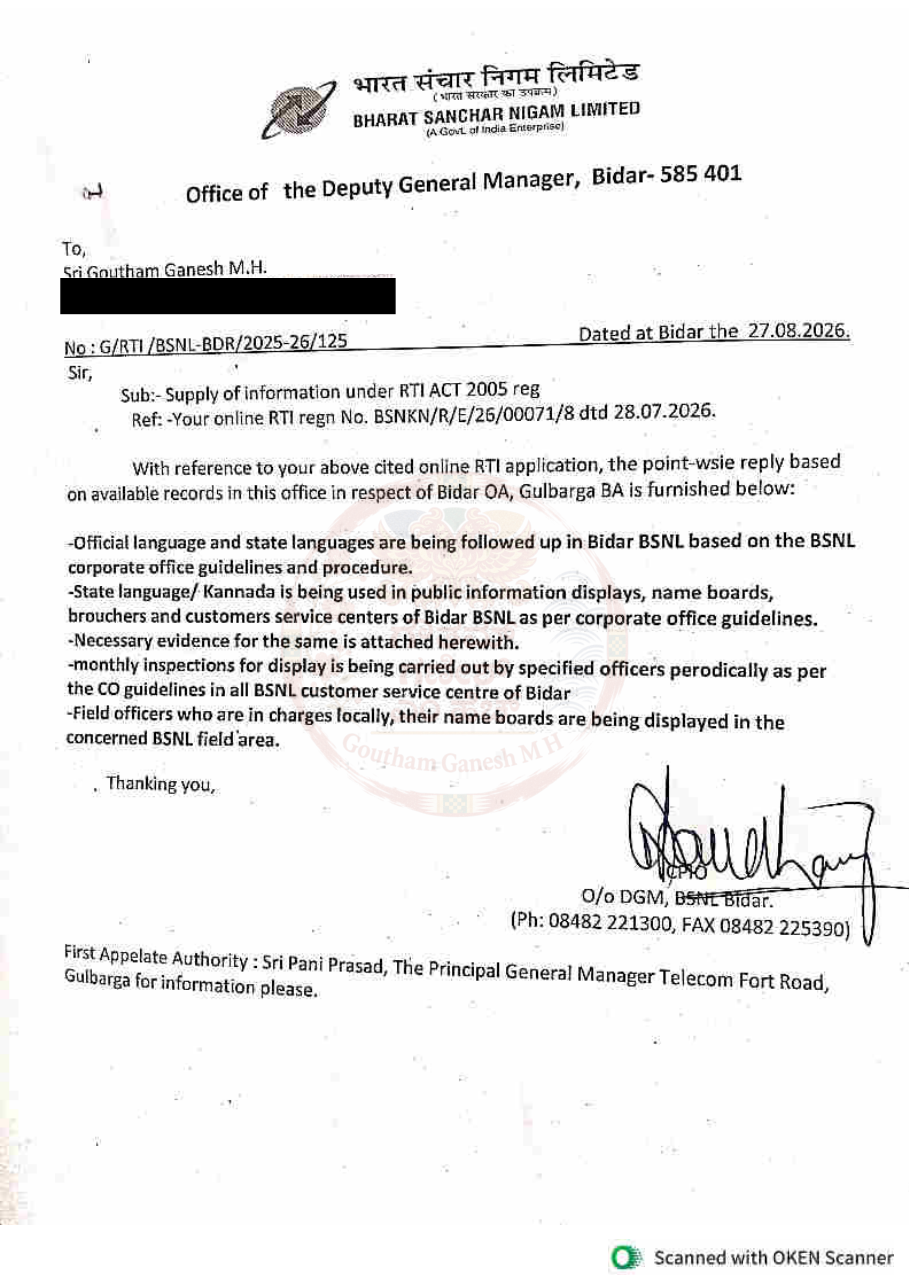 भारत संचार निगम लिमिटेड
(भारत सरकार का उपक्रम)
BHARAT SANCHAR NIGAM LIMITED
(A Govt. of India Enterprise)
Office of the Deputy General Manager, Bidar- 585 401
To,
Sri Goutham Ganesh M.H.
No : G/RTI /BSNL-BDR/2025-26/125 Dated at Bidar the 27.08.2026.
Sir,
Sub:- Supply of information under RTI ACT 2005 reg
Ref: -Your online RTI regn No. BSNKN/R/E/26/00071/8 dtd 28.07.2026.
With reference to your above cited online RTI application, the point-wsie reply based
on available records in this office in respect of Bidar OA, Gulbarga BA is furnished below:
-Official language and state languages are being followed up in Bidar BSNL based on the BSNL
corporate office guidelines and procedure.
-State language/ Kannada is being used in public information displays, name boards,
brouchers and customers service centers of Bidar BSNL as per corporate office guidelines.
-Necessary evidence for the same is attached herewith.
-monthly inspections for display is being carried out by specified officers perodically as per
the CO guidelines in all BSNL customer service centre of Bidar
-Field officers who are in charges locally, their name boards are being displayed in the
concerned BSNL field area.
Goutham Ganesh M H
Thanking you,
CPIO
O/o DGM, BSNL Bidar.
(Ph: 08482 221300, FAX 08482 225390)
First Appelate Authority : Sri Pani Prasad, The Principal General Manager Telecom Fort Road,
Gulbarga for information please.
Scanned with OKEN Scanner